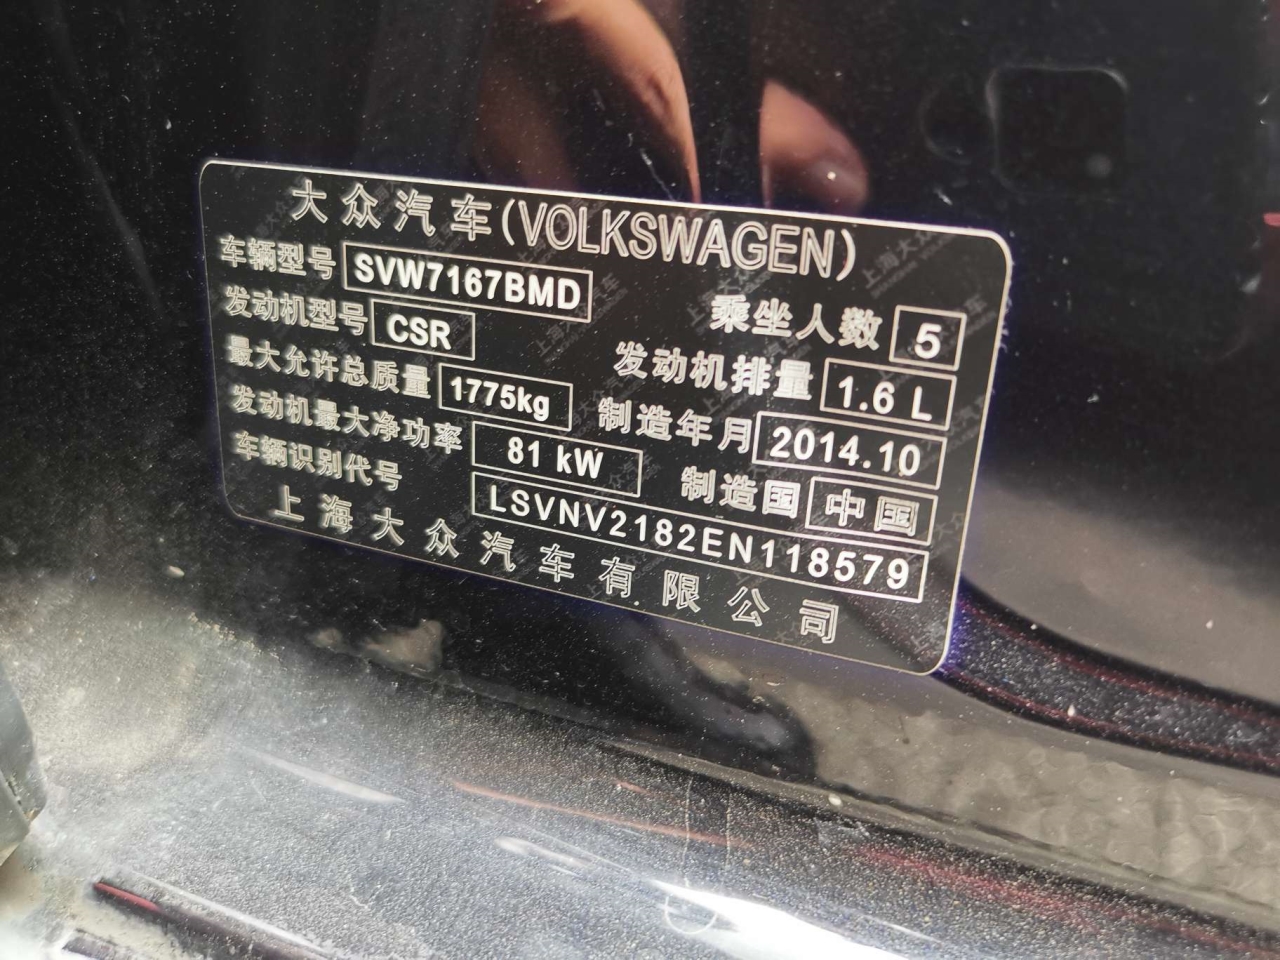 大众汽车(VOLKSWAGEN)
车辆型号 SVW7167BMD 乘坐人数 5
发动机型号 CSR 发动机排量 1.6 L
最大允许总质量 1775kg 制造年月 2014.10
发动机最大净功率 81 kW 制造国 中国
车辆识别代号 LSVNV2182EN118579
上海大众汽车有限公司